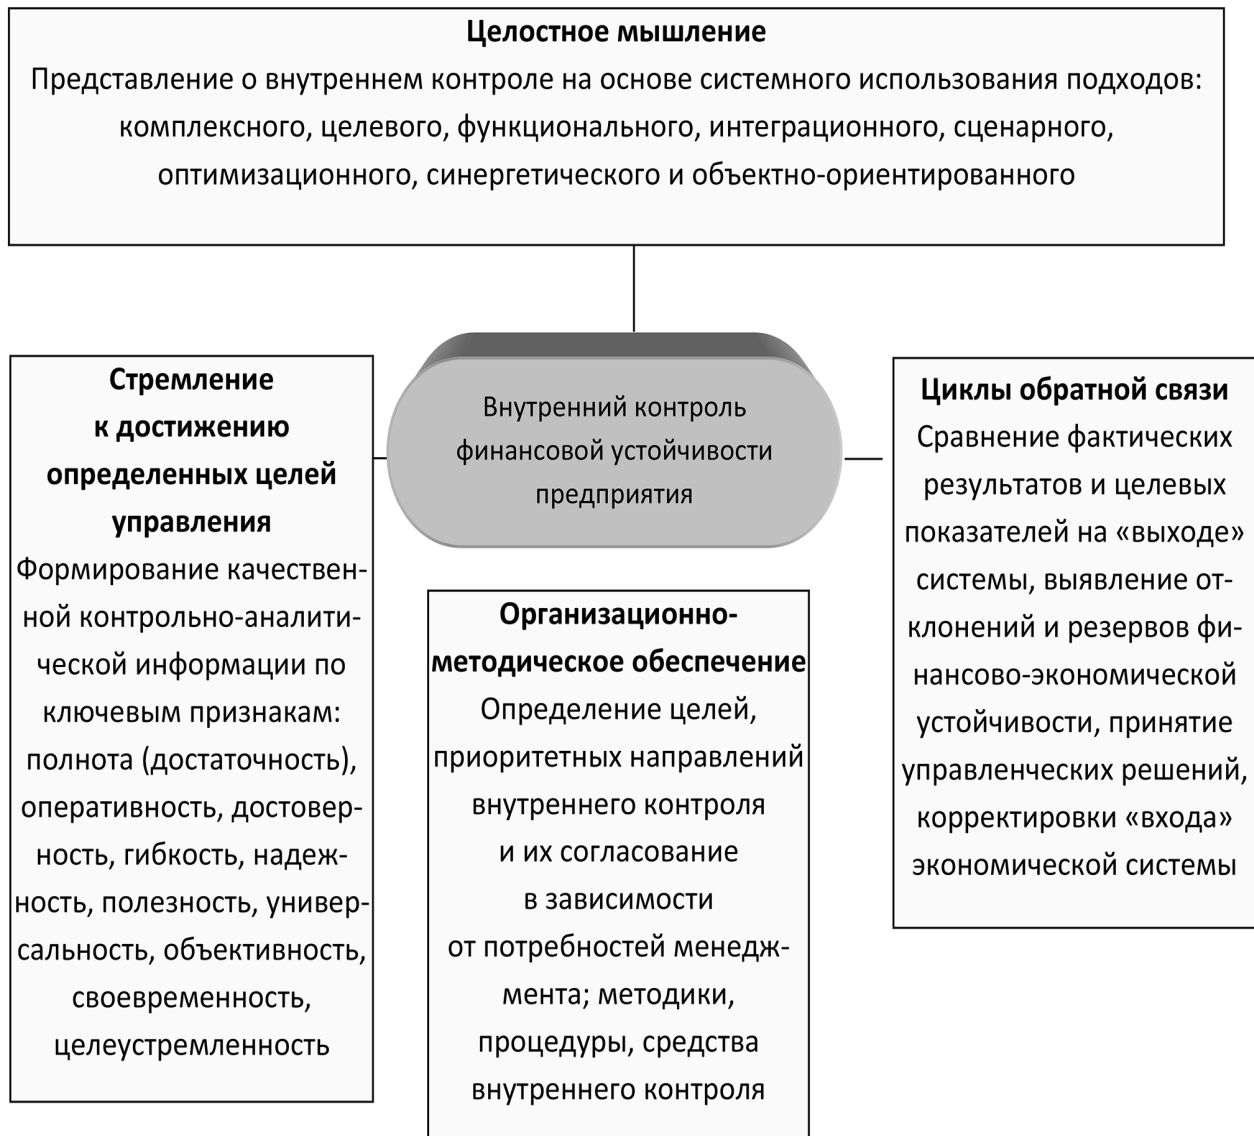 Целостное мышление
Представление о внутреннем контроле на основе системного использования подходов:
комплексного, целевого, функционального, интеграционного, сценарного,
оптимизационного, синергетического и объектно-ориентированного
Внутренний контроль
финансовой устойчивости
предприятия
Стремление
к достижению
определенных целей
управления
Формирование качествен-
ной контрольно-аналити-
ческой информации по
ключевым признакам:
полнота (достаточность),
оперативность, достовер-
ность, гибкость, надеж-
ность, полезность, универ-
сальность, объективность,
своевременность,
целеустремленность
Организационно-
методическое обеспечение
Определение целей,
приоритетных направлений
внутреннего контроля
и их согласование
в зависимости
от потребностей менедж-
мента; методики,
процедуры, средства
внутреннего контроля
Циклы обратной связи
Сравнение фактических
результатов и целевых
показателей на «выходе»
системы, выявление от-
клонений и резервов фи-
нансово-экономической
устойчивости, принятие
управленческих решений,
корректировки «входа»
экономической системы